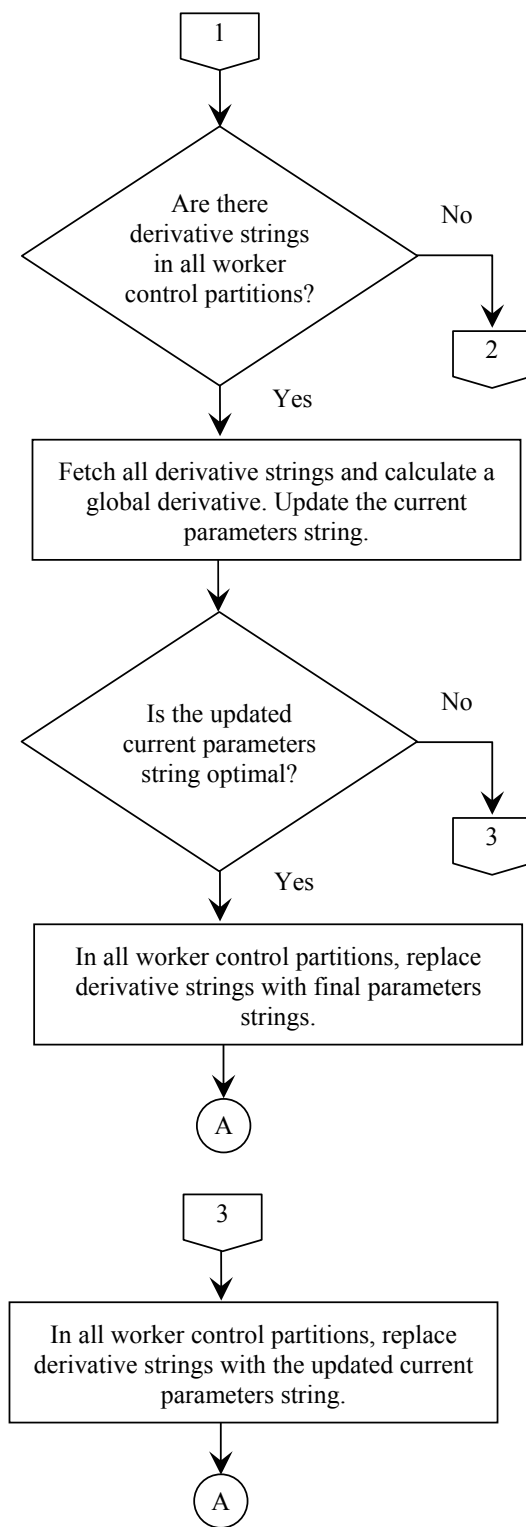 1
Are there
derivative strings
in all worker
control partitions?
No
2
Yes
Fetch all derivative strings and calculate a
global derivative. Update the current
parameters string.
Is the updated
current parameters
string optimal?
No
3
Yes
In all worker control partitions, replace
derivative strings with final parameters
strings.
A
3
In all worker control partitions, replace
derivative strings with the updated current
parameters string.
A